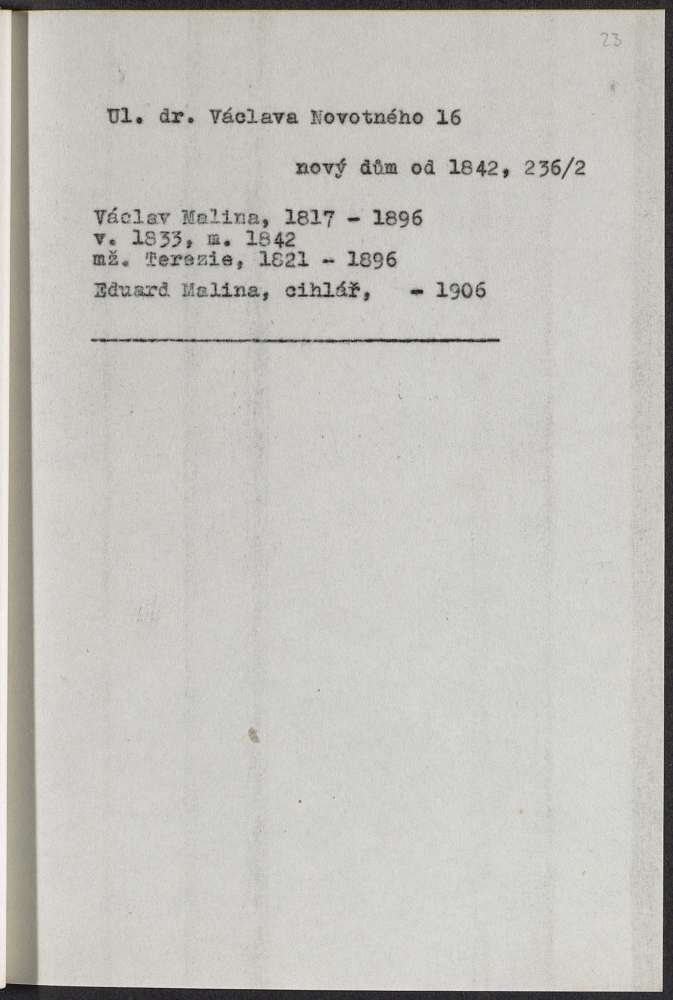 23
Ul. dr. Václava Novotného 16
nový dům od 1842, 236/2
Václav Malina, 1817 - 1896
v. 1833, m. 1842
mž. Terezie, 1821 - 1896
Eduard Malina, cihlář, - 1906